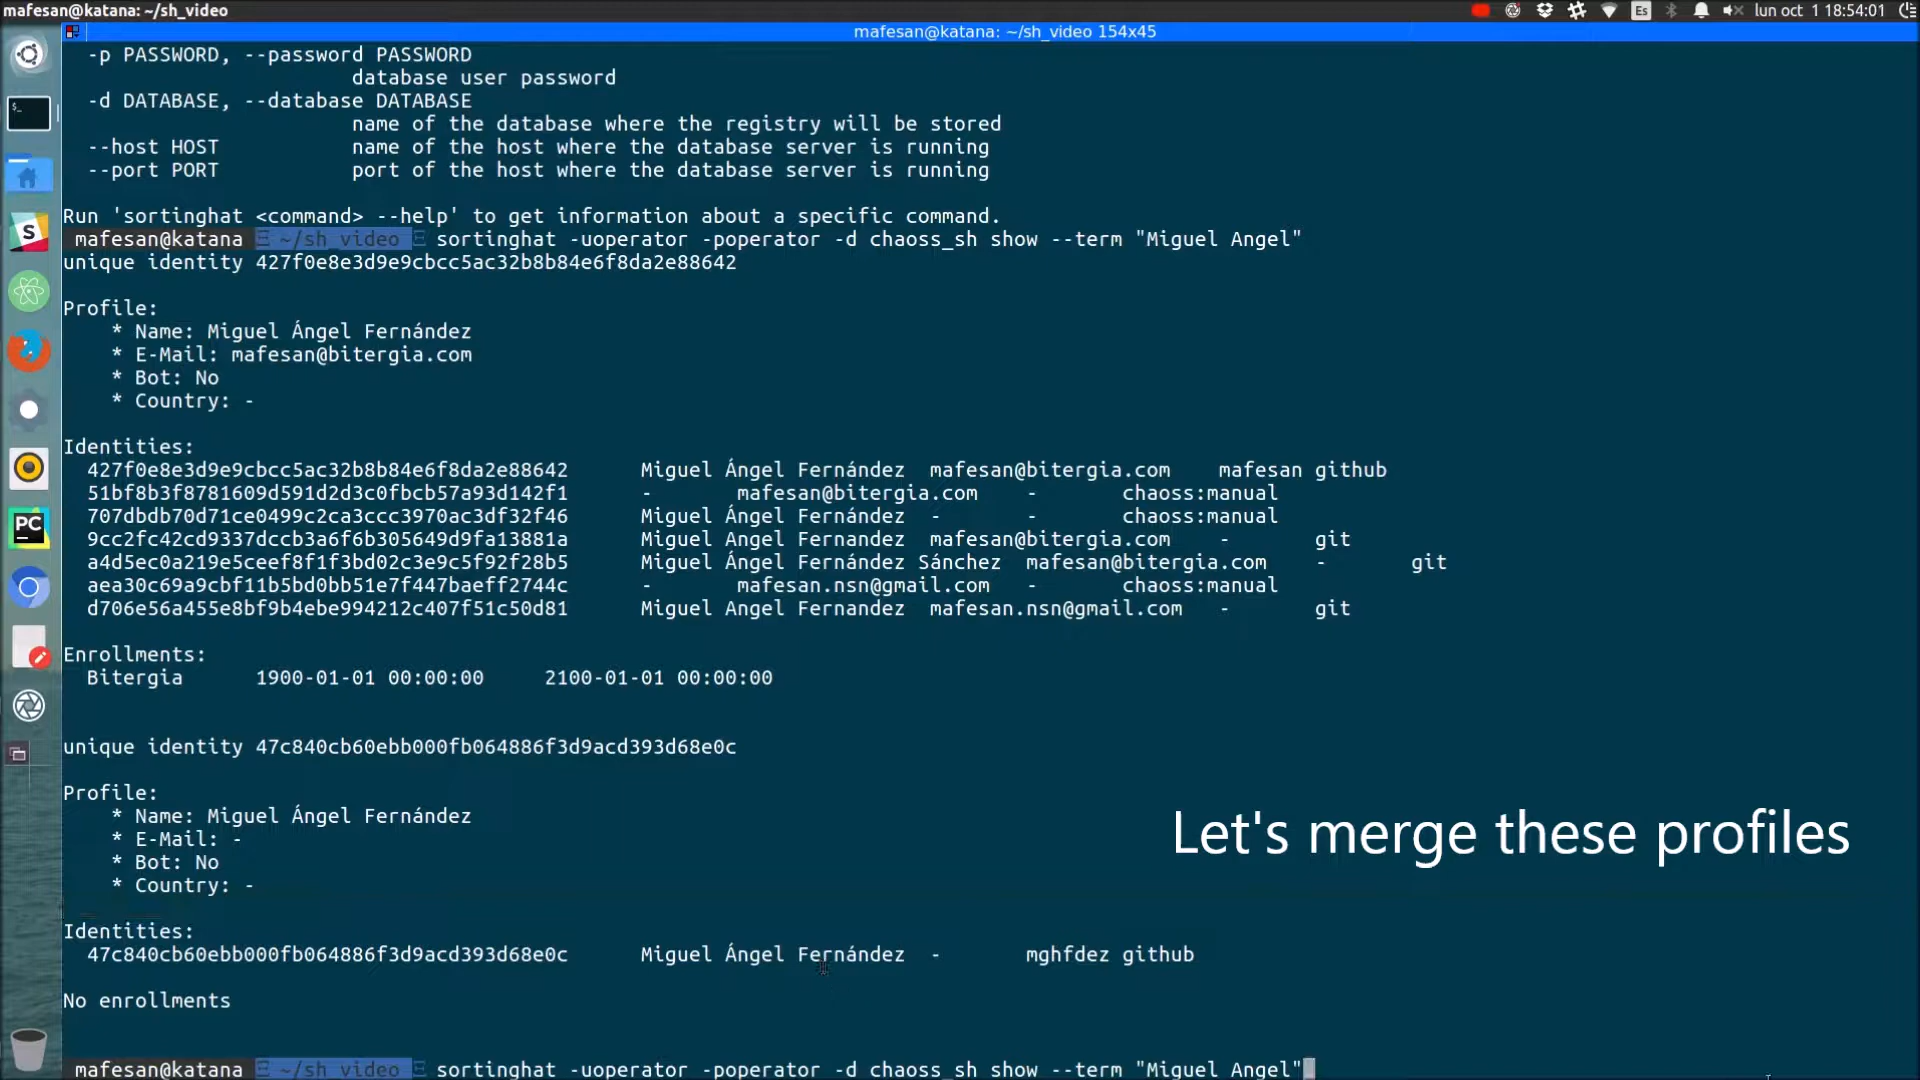 mafesan@katana: ~/sh_video
Es
lun oct 1 18:54:01
mafesan@katana: ~/sh_video 154x45
-p PASSWORD, --password PASSWORD
database user password
-d DATABASE, --database DATABASE
name of the database where the registry will be stored
--host HOST name of the host where the database server is running
--port PORT port of the host where the database server is running
Run 'sortinghat <command> --help' to get information about a specific command.
mafesan@katana ~/sh_video sortinghat -uoperator -poperator -d chaoss_sh show --term "Miguel Angel"
unique identity 427f0e8e3d9e9cbcc5ac32b8b84e6f8da2e88642
Profile:
* Name: Miguel Ángel Fernández
* E-Mail: mafesan@bitergia.com
* Bot: No
* Country: -
Identities:
427f0e8e3d9e9cbcc5ac32b8b84e6f8da2e88642 Miguel Ángel Fernández mafesan@bitergia.com mafesan github
51bf8b3f8781609d591d2d3c0fbcb57a93d142f1 - mafesan@bitergia.com - chaoss:manual
707dbdb70d71ce0499c2ca3ccc3970ac3df32f46 Miguel Ángel Fernández - - chaoss:manual
9cc2fc42cd9337dccb3a6f6b305649d9fa13881a Miguel Angel Fernandez mafesan@bitergia.com - git
a4d5ec0a219e5ceef8f1f3bd02c3e9c5f92f28b5 Miguel Ángel Fernández Sánchez mafesan@bitergia.com - git
aea30c69a9cbf11b5bd0bb51e7f447baeff2744c - mafesan.nsn@gmail.com - chaoss:manual
d706e56a455e8bf9b4ebe994212c407f51c50d81 Miguel Angel Fernandez mafesan.nsn@gmail.com - git
Enrollments:
Bitergia 1900-01-01 00:00:00 2100-01-01 00:00:00
unique identity 47c840cb60ebb000fb064886f3d9acd393d68e0c
Profile:
* Name: Miguel Ángel Fernández
* E-Mail: -
* Bot: No
* Country: -
Let's merge these profiles
Identities:
47c840cb60ebb000fb064886f3d9acd393d68e0c Miguel Ángel Fernández - mghfdez github
No enrollments
mafesan@katana ~/sh_video sortinghat -uoperator -poperator -d chaoss_sh show --term "Miguel Angel"
S
PC